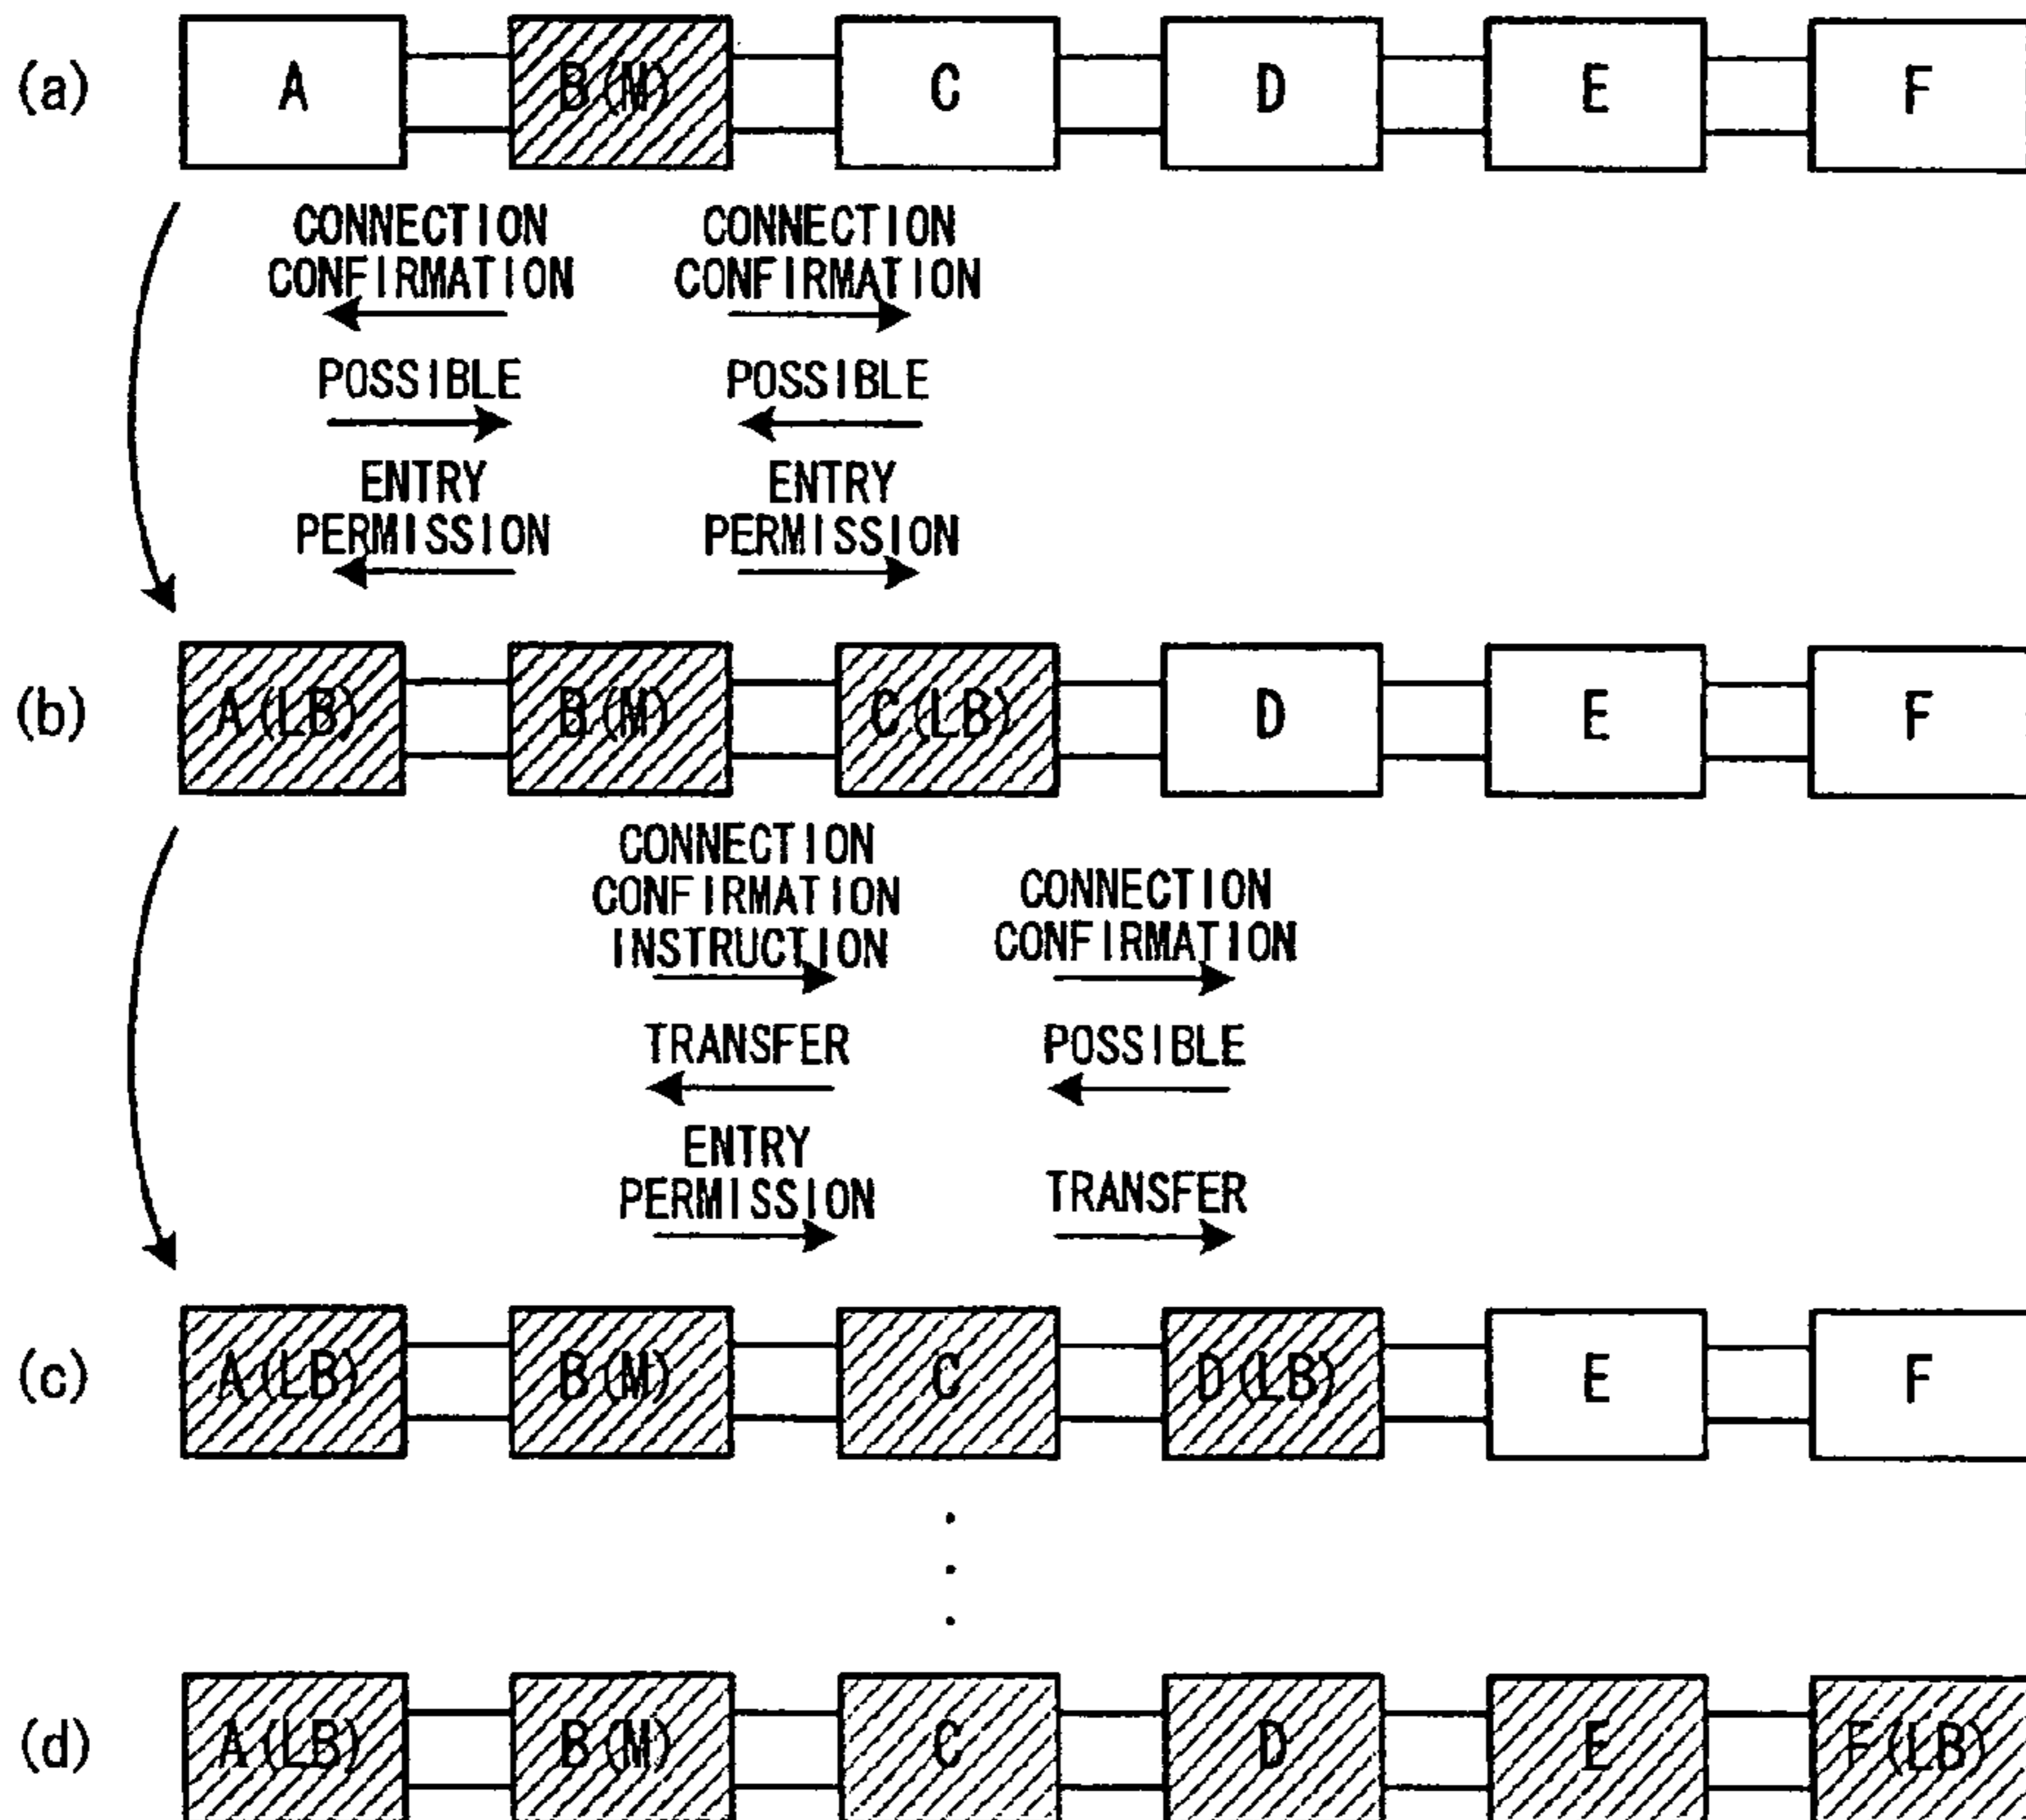 (a) A B(M) C D E F
CONNECTION CONNECTION
CONFIRMATION CONFIRMATION
POSSIBLE POSSIBLE
ENTRY ENTRY
PERMISSION PERMISSION
(b) A(LB) B(M) C(LB) D E F
CONNECTION
CONFIRMATION CONNECTION
INSTRUCTION CONFIRMATION
TRANSFER POSSIBLE
ENTRY
PERMISSION TRANSFER
(c) A(LB) B(M) C D(LB) E F
(d) A(LB) B(M) C D E F(LB)